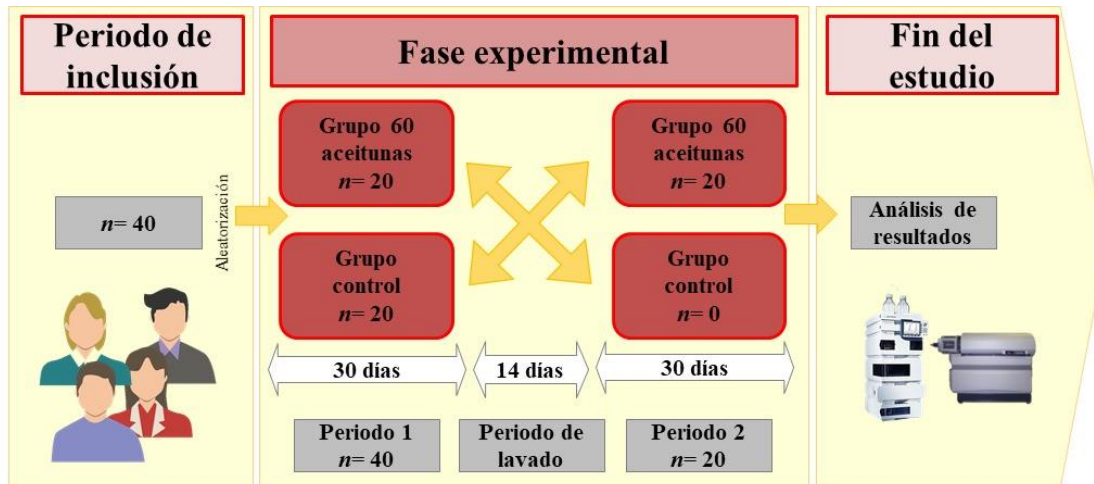 Periodo de
inclusión
Fase experimental
Fin del
estudio
n= 40
Aleatorización
Grupo 60
aceitunas
n= 20
Grupo
control
n= 20
Grupo 60
aceitunas
n= 20
Grupo
control
n= 0
Análisis de
resultados
30 días
14 días
30 días
Periodo 1
n= 40
Periodo de
lavado
Periodo 2
n= 20